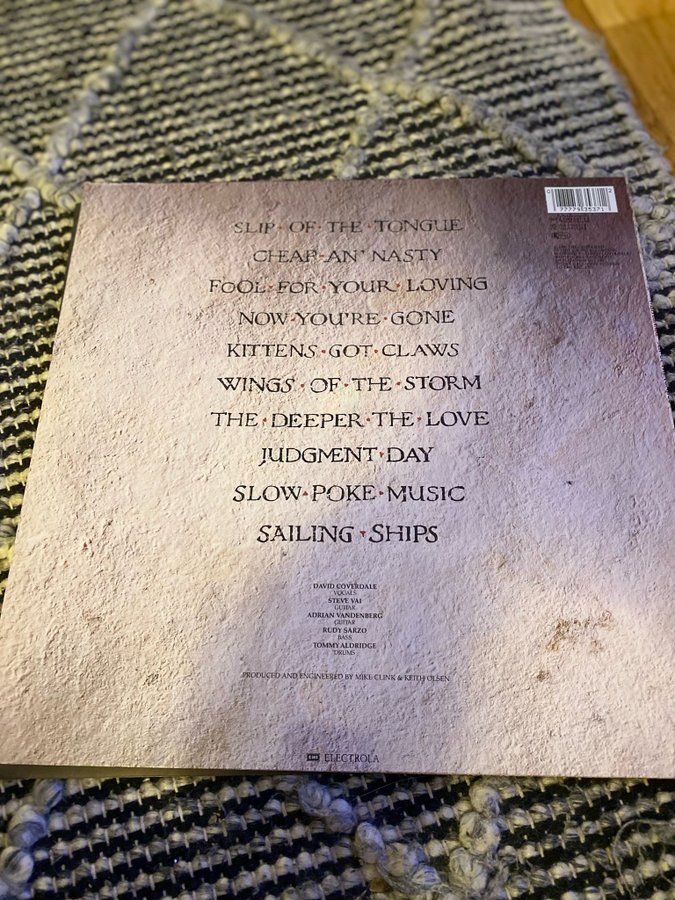 SLIP·OF·THE·TONGUE
CHEAP·AN' NASTY
FOOL·FOR·YOUR·LOVING
NOW·YOU'RE·GONE
KITTENS·GOT·CLAWS
WINGS·OF·THE·STORM
THE·DEEPER·THE·LOVE
JUDGMENT·DAY
SLOW·POKE·MUSIC
SAILING·SHIPS
DAVID COVERDALE
VOCALS
STEVE VAI
GUITAR
ADRIAN VANDENBERG
GUITAR
RUDY SARZO
BASS
TOMMY ALDRIDGE
DRUMS
PRODUCED AND ENGINEERED BY MIKE CLINK & KEITH OLSEN
EMI ELECTROLA